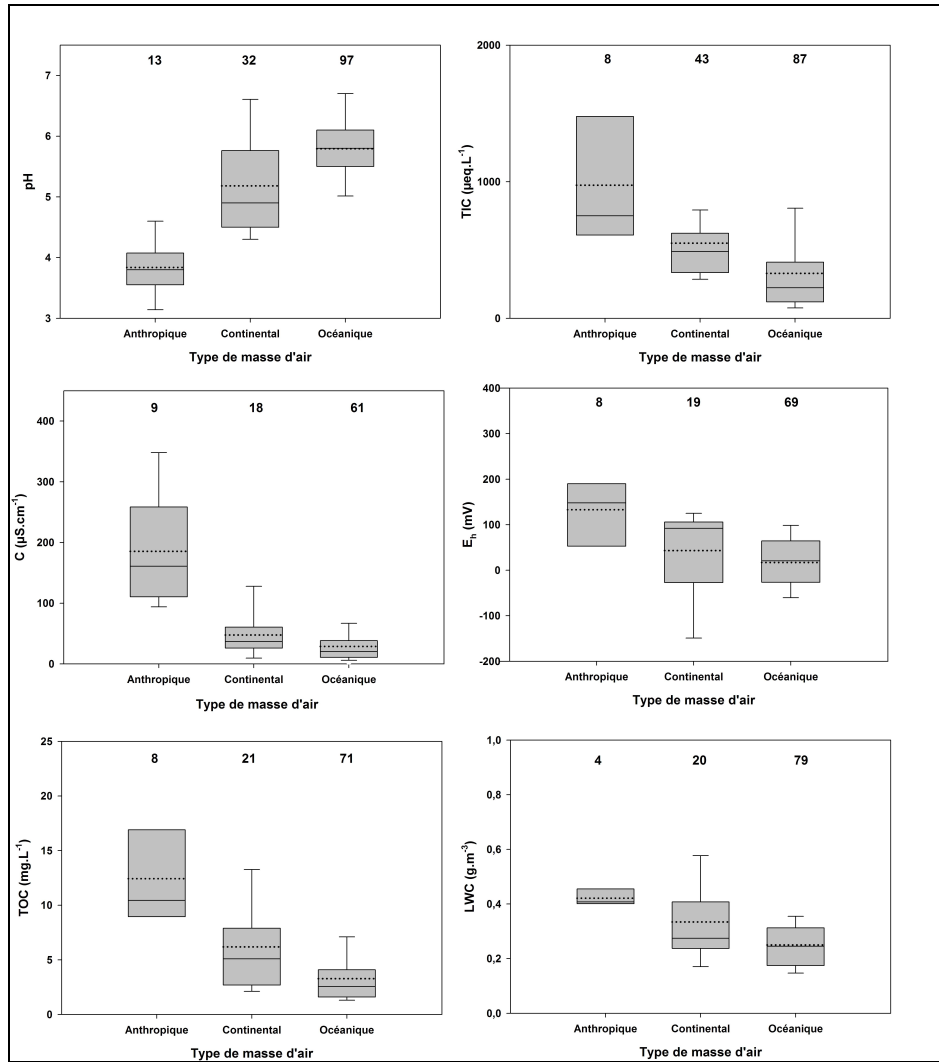 13 32 97
7
6
5
4
3
pH
Anthropique Continental Océanique
Type de masse d'air
8 43 87
2000
1000
0
TIC (µeq.L⁻¹)
Anthropique Continental Océanique
Type de masse d'air
9 18 61
400
300
200
100
0
C (µS.cm⁻¹)
Anthropique Continental Océanique
Type de masse d'air
8 19 69
400
300
200
100
0
-100
-200
Eₕ (mV)
Anthropique Continental Océanique
Type de masse d'air
8 21 71
25
20
15
10
5
0
TOC (mg.L⁻¹)
Anthropique Continental Océanique
Type de masse d'air
4 20 79
1,0
0,8
0,6
0,4
0,2
0,0
LWC (g.m⁻³)
Anthropique Continental Océanique
Type de masse d'air